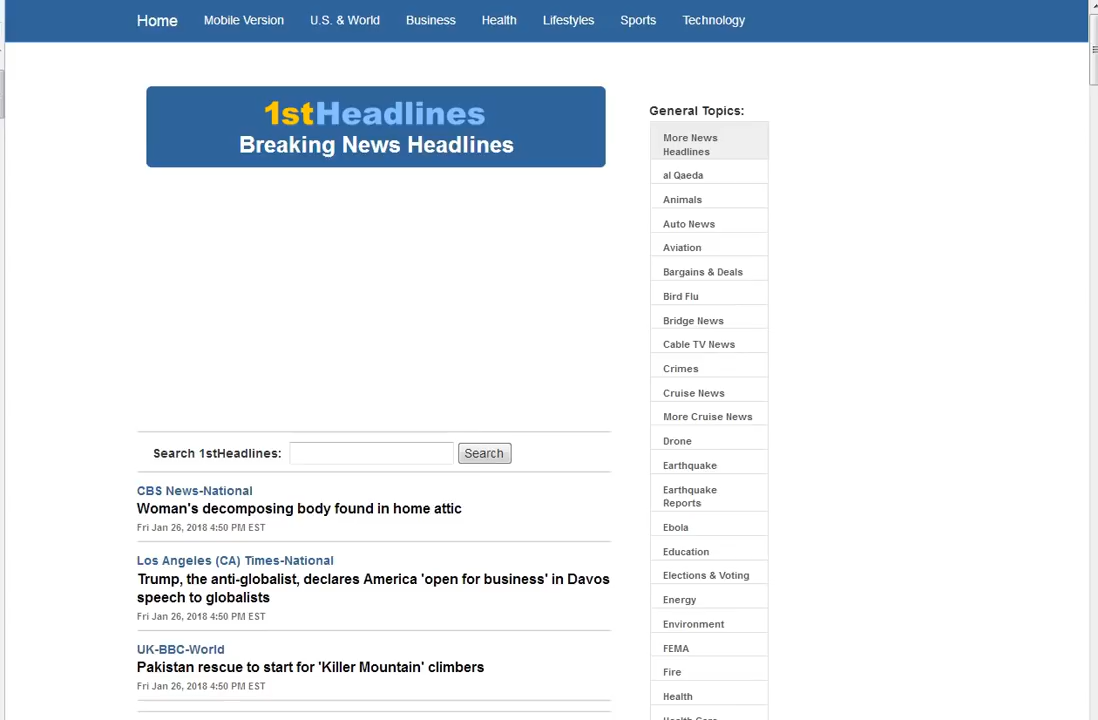 Home Mobile Version U.S. & World Business Health Lifestyles Sports Technology
1stHeadlines
Breaking News Headlines
Search 1stHeadlines: Search
CBS News-National
Woman's decomposing body found in home attic
Fri Jan 26, 2018 4:50 PM EST
Los Angeles (CA) Times-National
Trump, the anti-globalist, declares America 'open for business' in Davos
speech to globalists
Fri Jan 26, 2018 4:50 PM EST
UK-BBC-World
Pakistan rescue to start for 'Killer Mountain' climbers
Fri Jan 26, 2018 4:50 PM EST
General Topics:
More News
Headlines
al Qaeda
Animals
Auto News
Aviation
Bargains & Deals
Bird Flu
Bridge News
Cable TV News
Crimes
Cruise News
More Cruise News
Drone
Earthquake
Earthquake
Reports
Ebola
Education
Elections & Voting
Energy
Environment
FEMA
Fire
Health